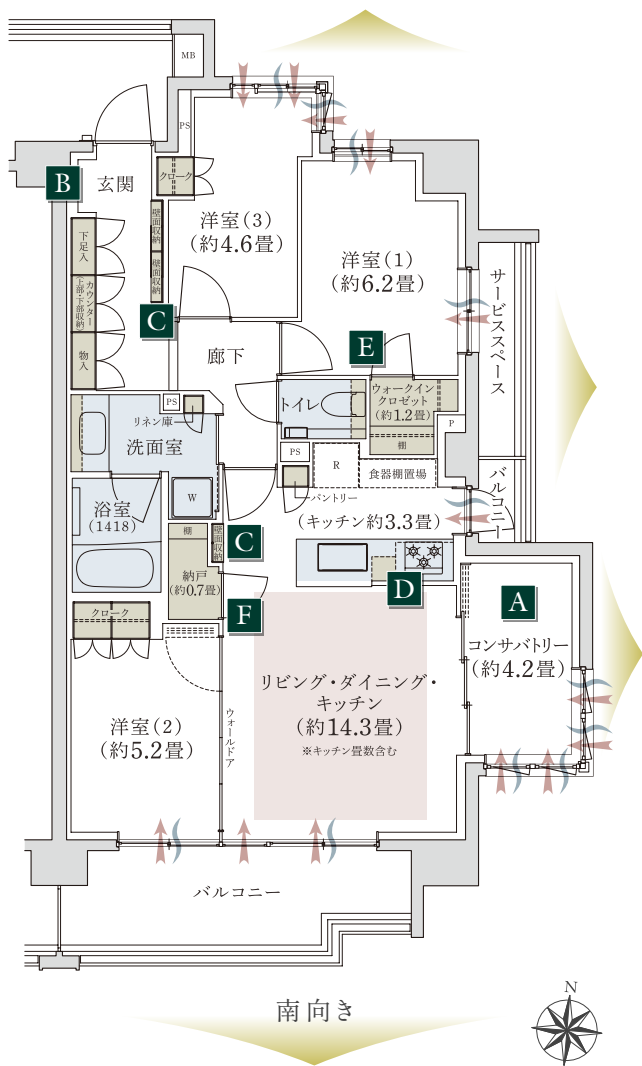 MB
PS
B
玄関
クローク
洋室(3)
(約4.6畳)
壁面収納
壁面収納
下足入
カウンター
(上部・下部収納)
物入
C
洋室(1)
(約6.2畳)
サービススペース
廊下
E
トイレ
ウォークイン
クロゼット
(約1.2畳)
棚
P
PS
リネン庫
洗面室
PS
R
食器棚置場
パントリー
バルコニー
浴室
(1418)
W
(キッチン約3.3畳)
棚
壁面収納
C
納戸
(約0.7畳)
D
A
F
クローク
コンサバトリー
(約4.2畳)
リビング・ダイニング・
キッチン
(約14.3畳)
※キッチン畳数含む
ウォールドア
洋室(2)
(約5.2畳)
バルコニー
南向き
N